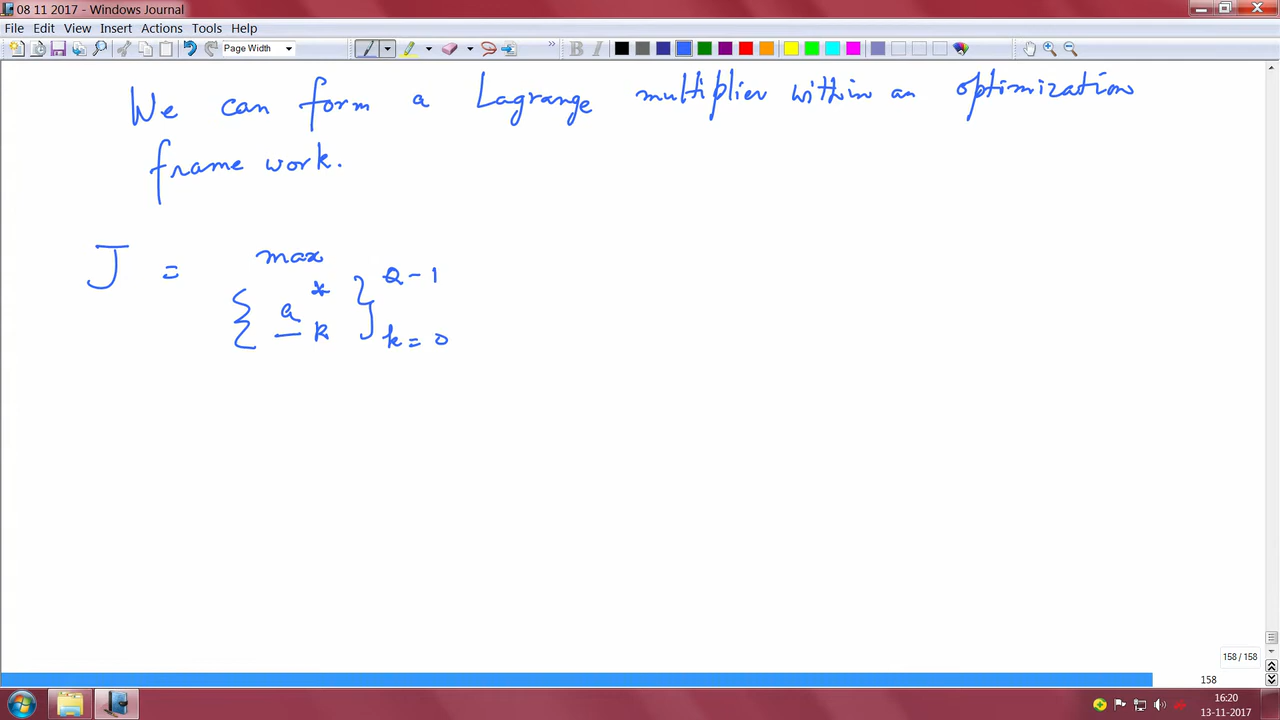 08 11 2017 - Windows Journal
File Edit View Insert Actions Tools Help
Page Width
We can form a Lagrange multiplier within an optimization
frame work.
J = max
{ a*k } Q-1 k=0
158 / 158
158
16:20
13-11-2017